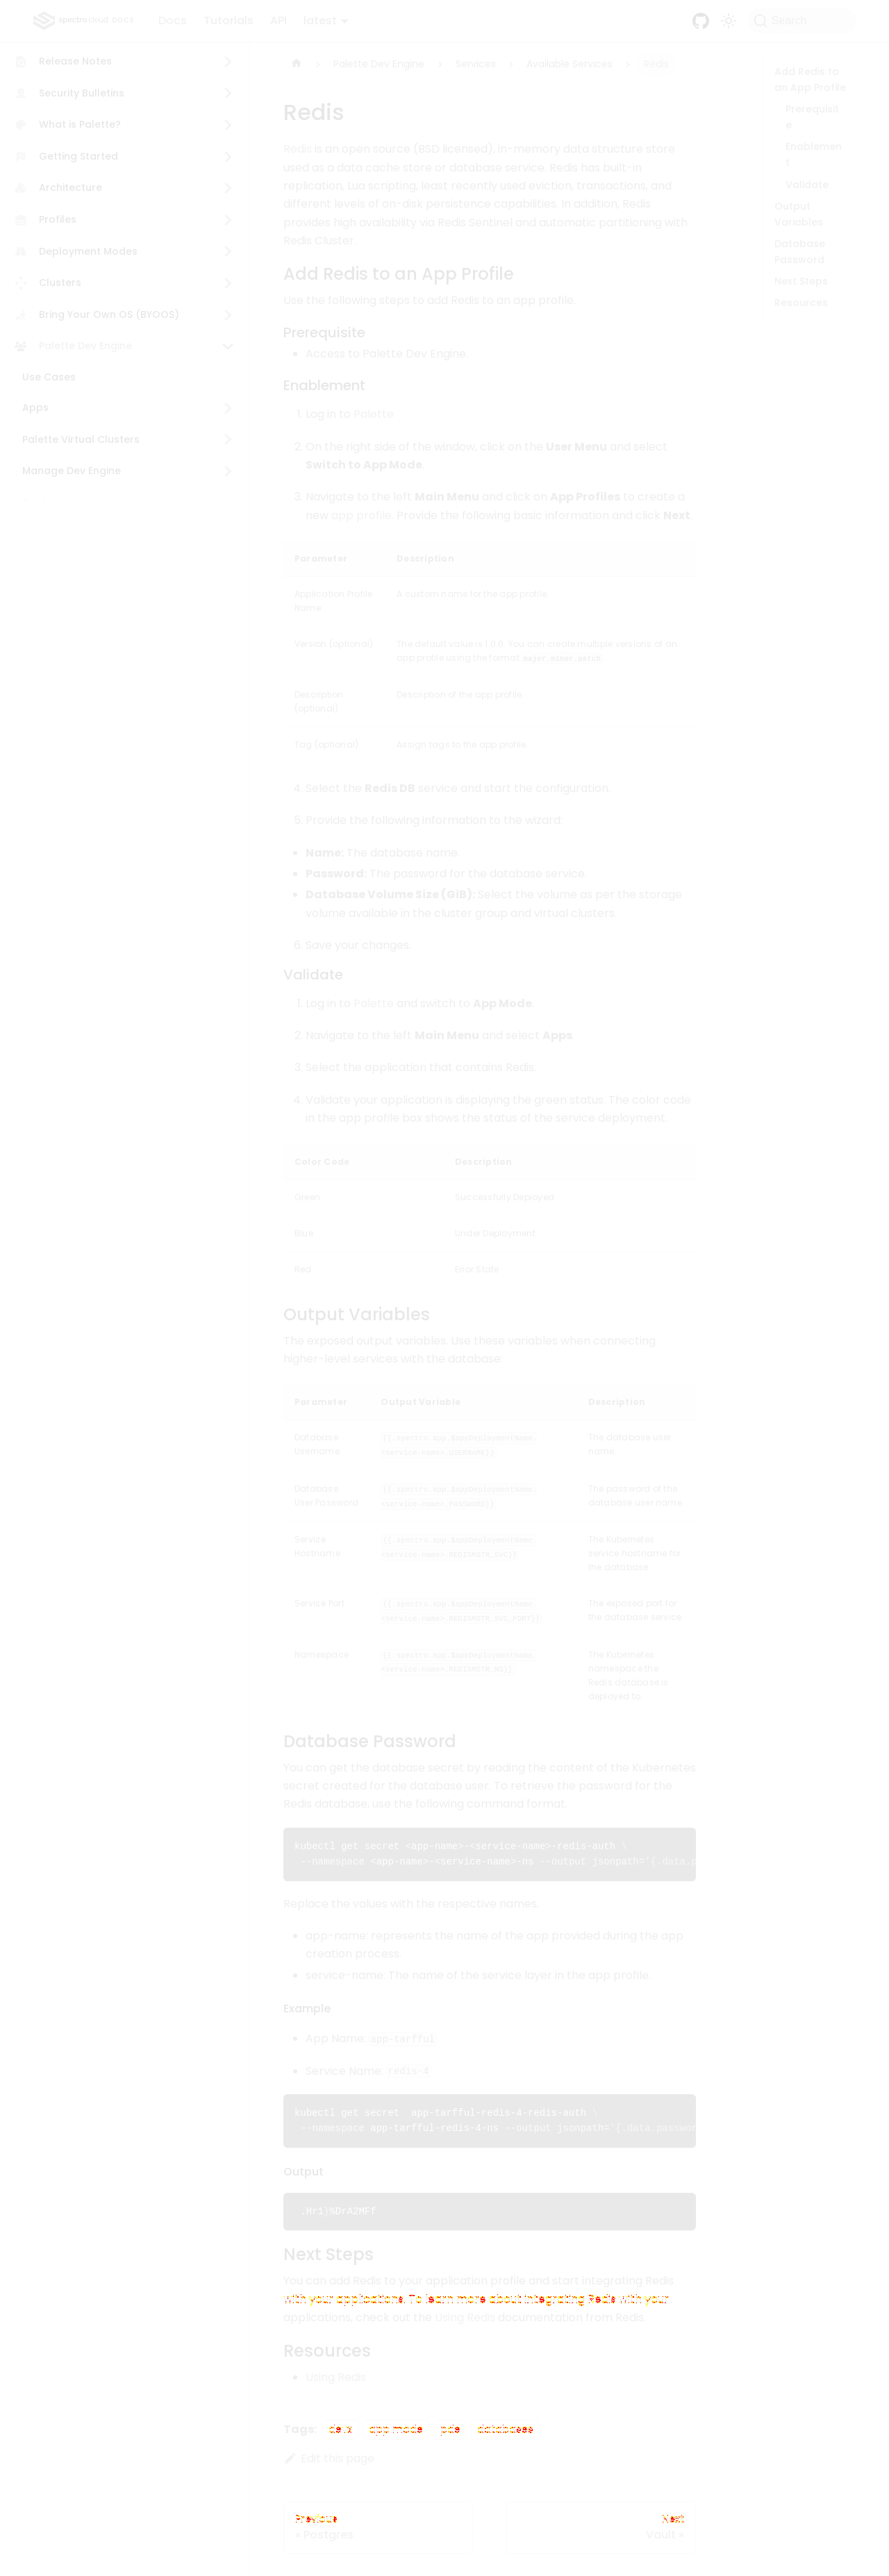 spectro cloud DOCS
Docs
Tutorials
API
latest
Search
Release Notes
Security Bulletins
What is Palette?
Getting Started
Architecture
Profiles
Deployment Modes
Clusters
Bring Your Own OS (BYOOS)
Palette Dev Engine
Use Cases
Apps
Palette Virtual Clusters
Manage Dev Engine
Palette Dev Engine
Services
Available Services
Redis
Redis
Redis is an open source (BSD licensed), in-memory data structure store
used as a data cache store or database service. Redis has built-in
replication, Lua scripting, least recently used eviction, transactions, and
different levels of on-disk persistence capabilities. In addition, Redis
provides high availability via Redis Sentinel and automatic partitioning with
Redis Cluster.
Add Redis to an App Profile
Use the following steps to add Redis to an app profile.
Prerequisite
Access to Palette Dev Engine.
Enablement
1. Log in to Palette
2. On the right side of the window, click on the User Menu and select
Switch to App Mode.
3. Navigate to the left Main Menu and click on App Profiles to create a
new app profile. Provide the following basic information and click Next.
Parameter Description
Application Profile A custom name for the app profile.
Name
Version (optional) The default value is 1.0.0. You can create multiple versions of an
app profile using the format major.minor.patch.
Description Description of the app profile.
(optional)
Tag (optional) Assign tags to the app profile.
4. Select the Redis DB service and start the configuration.
5. Provide the following information to the wizard:
Name: The database name.
Password: The password for the database service.
Database Volume Size (GiB): Select the volume as per the storage
volume available in the cluster group and virtual clusters.
6. Save your changes.
Validate
1. Log in to Palette and switch to App Mode.
2. Navigate to the left Main Menu and select Apps.
3. Select the application that contains Redis.
4. Validate your application is displaying the green status. The color code
in the app profile box shows the status of the service deployment.
Color Code Description
Green Successfully Deployed
Blue Under Deployment
Red Error State
Output Variables
The exposed output variables. Use these variables when connecting
higher-level services with the database:
Parameter Output Variable Description
Database {{.spectro.app.$appDeploymentName. The database user
Username <service-name>.USERNAME}} name.
Database {{.spectro.app.$appDeploymentName. The password of the
User Password <service-name>.PASSWORD}} database user name.
Service {{.spectro.app.$appDeploymentName. The Kubernetes
Hostname <service-name>.REDISMSTR_SVC}} service hostname for
the database.
Service Port {{.spectro.app.$appDeploymentName. The exposed port for
<service-name>.REDISMSTR_SVC_PORT}} the database service.
Namespace {{.spectro.app.$appDeploymentName. The Kubernetes
<service-name>.REDISMSTR_NS}} namespace the
Redis database is
deployed to.
Database Password
You can get the database secret by reading the content of the Kubernetes
secret created for the database user. To retrieve the password for the
Redis database, use the following command format.
kubectl get secret <app-name>-<service-name>-redis-auth \
--namespace <app-name>-<service-name>-ns --output jsonpath='{.data.p
Replace the values with the respective names.
app-name: represents the name of the app provided during the app
creation process.
service-name: The name of the service layer in the app profile.
Example
App Name: app-tarfful
Service Name: redis-4
kubectl get secret app-tarfful-redis-4-redis-auth \
--namespace app-tarfful-redis-4-ns --output jsonpath='{.data.passwor
Output
.Hr1}%DrA2MFf
Next Steps
You can add Redis to your application profile and start integrating Redis
with your applications. To learn more about integrating Redis with your
applications, check out the Using Redis documentation from Redis.
Resources
Using Redis
Tags: devx app mode pde database
Edit this page
Previous
« Postgres
Next
Vault »
Add Redis to
an App Profile
Prerequisit
e
Enablemen
t
Validate
Output
Variables
Database
Password
Next Steps
Resources